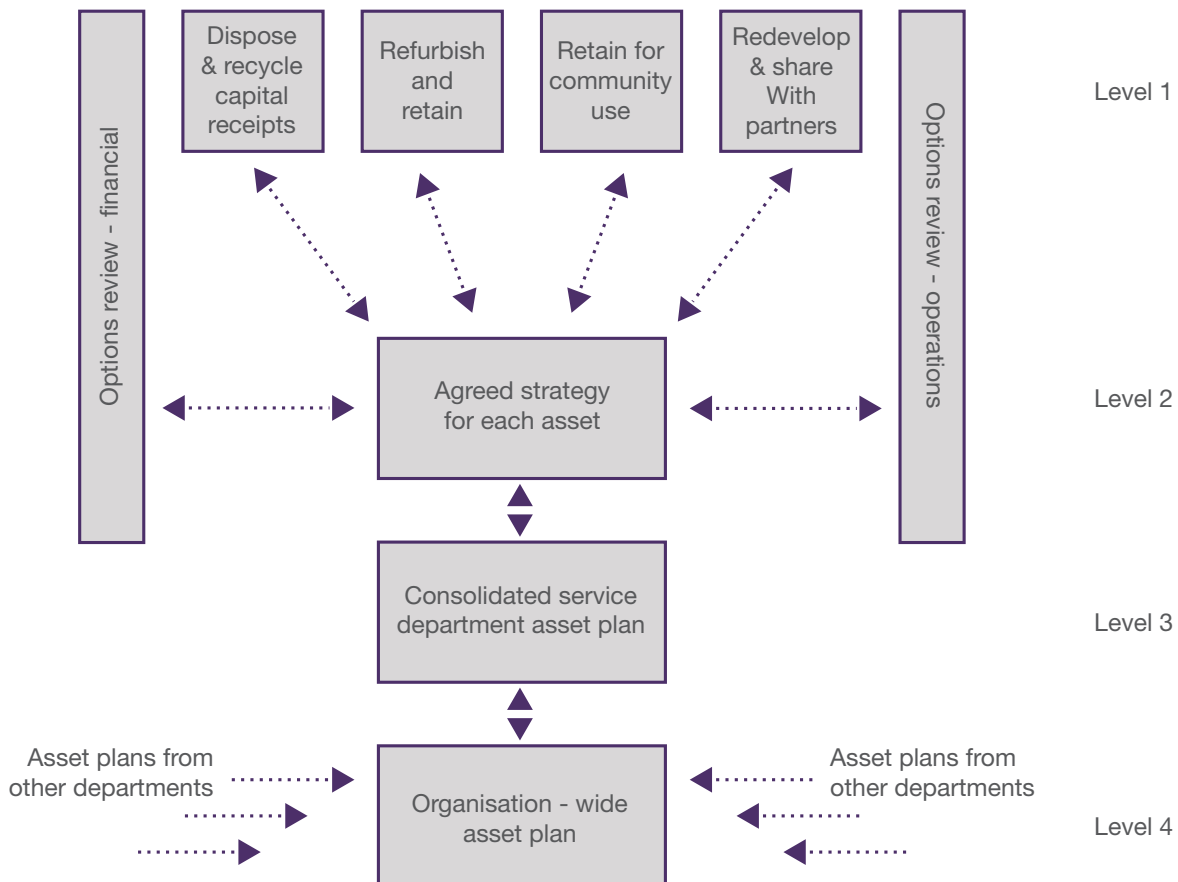 Dispose
& recycle
capital
receipts
Refurbish
and
retain
Retain for
community
use
Redevelop
& share
With
partners
Level 1
Options review - financial
Options review - operations
Agreed strategy
for each asset
Level 2
Consolidated service
department asset plan
Level 3
Asset plans from
other departments
Organisation - wide
asset plan
Asset plans from
other departments
Level 4